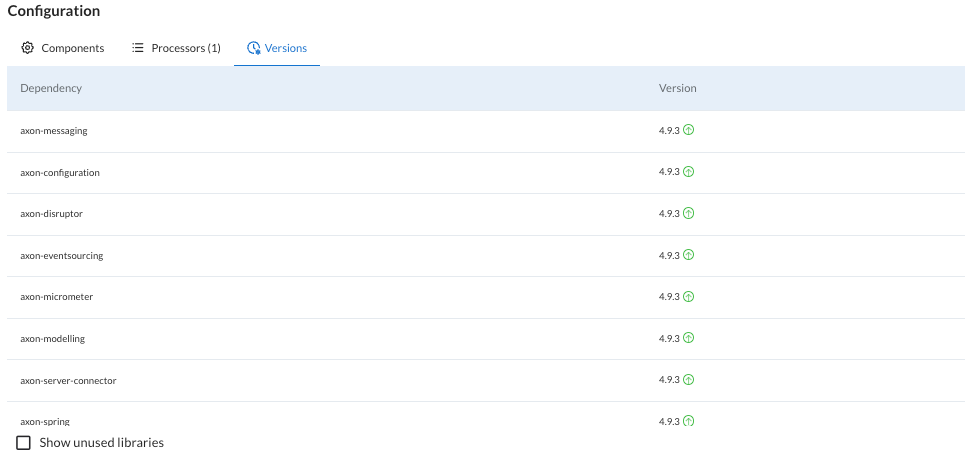 Configuration
Components Processors (1) Versions
Dependency Version
axon-messaging 4.9.3
axon-configuration 4.9.3
axon-disruptor 4.9.3
axon-eventsourcing 4.9.3
axon-micrometer 4.9.3
axon-modelling 4.9.3
axon-server-connector 4.9.3
axon-spring 4.9.3
Show unused libraries